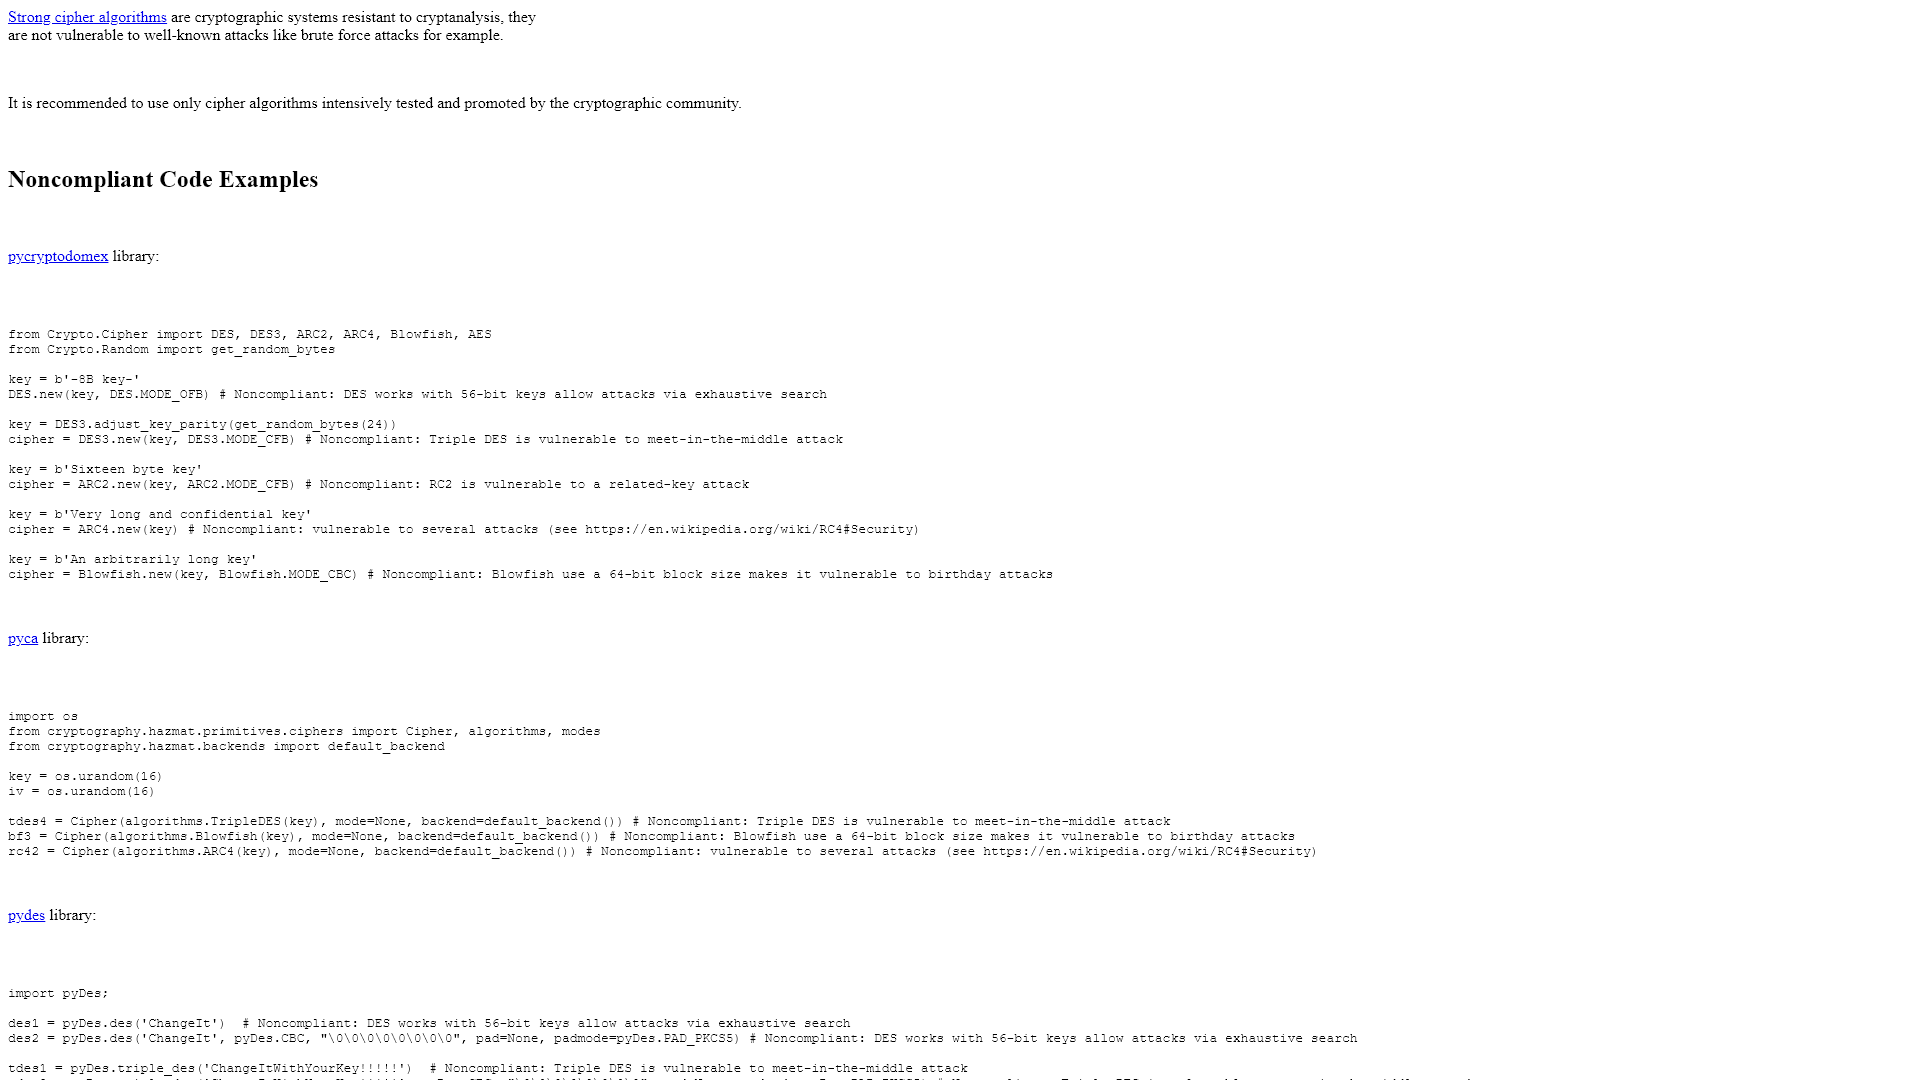 Strong cipher algorithms are cryptographic systems resistant to cryptanalysis, they
are not vulnerable to well-known attacks like brute force attacks for example.
It is recommended to use only cipher algorithms intensively tested and promoted by the cryptographic community.
Noncompliant Code Examples
pycryptodomex library:
from Crypto.Cipher import DES, DES3, ARC2, ARC4, Blowfish, AES
from Crypto.Random import get_random_bytes
key = b'-8B key-'
DES.new(key, DES.MODE_OFB) # Noncompliant: DES works with 56-bit keys allow attacks via exhaustive search
key = DES3.adjust_key_parity(get_random_bytes(24))
cipher = DES3.new(key, DES3.MODE_CFB) # Noncompliant: Triple DES is vulnerable to meet-in-the-middle attack
key = b'Sixteen byte key'
cipher = ARC2.new(key, ARC2.MODE_CFB) # Noncompliant: RC2 is vulnerable to a related-key attack
key = b'Very long and confidential key'
cipher = ARC4.new(key) # Noncompliant: vulnerable to several attacks (see https://en.wikipedia.org/wiki/RC4#Security)
key = b'An arbitrarily long key'
cipher = Blowfish.new(key, Blowfish.MODE_CBC) # Noncompliant: Blowfish use a 64-bit block size makes it vulnerable to birthday attacks
pyca library:
import os
from cryptography.hazmat.primitives.ciphers import Cipher, algorithms, modes
from cryptography.hazmat.backends import default_backend
key = os.urandom(16)
iv = os.urandom(16)
tdes4 = Cipher(algorithms.TripleDES(key), mode=None, backend=default_backend()) # Noncompliant: Triple DES is vulnerable to meet-in-the-middle attack
bf3 = Cipher(algorithms.Blowfish(key), mode=None, backend=default_backend()) # Noncompliant: Blowfish use a 64-bit block size makes it vulnerable to birthday attacks
rc42 = Cipher(algorithms.ARC4(key), mode=None, backend=default_backend()) # Noncompliant: vulnerable to several attacks (see https://en.wikipedia.org/wiki/RC4#Security)
pydes library:
import pyDes;
des1 = pyDes.des('ChangeIt')  # Noncompliant: DES works with 56-bit keys allow attacks via exhaustive search
des2 = pyDes.des('ChangeIt', pyDes.CBC, "\0\0\0\0\0\0\0\0", pad=None, padmode=pyDes.PAD_PKCS5) # Noncompliant: DES works with 56-bit keys allow attacks via exhaustive search
tdes1 = pyDes.triple_des('ChangeItWithYourKey!!!!!')  # Noncompliant: Triple DES is vulnerable to meet-in-the-middle attack